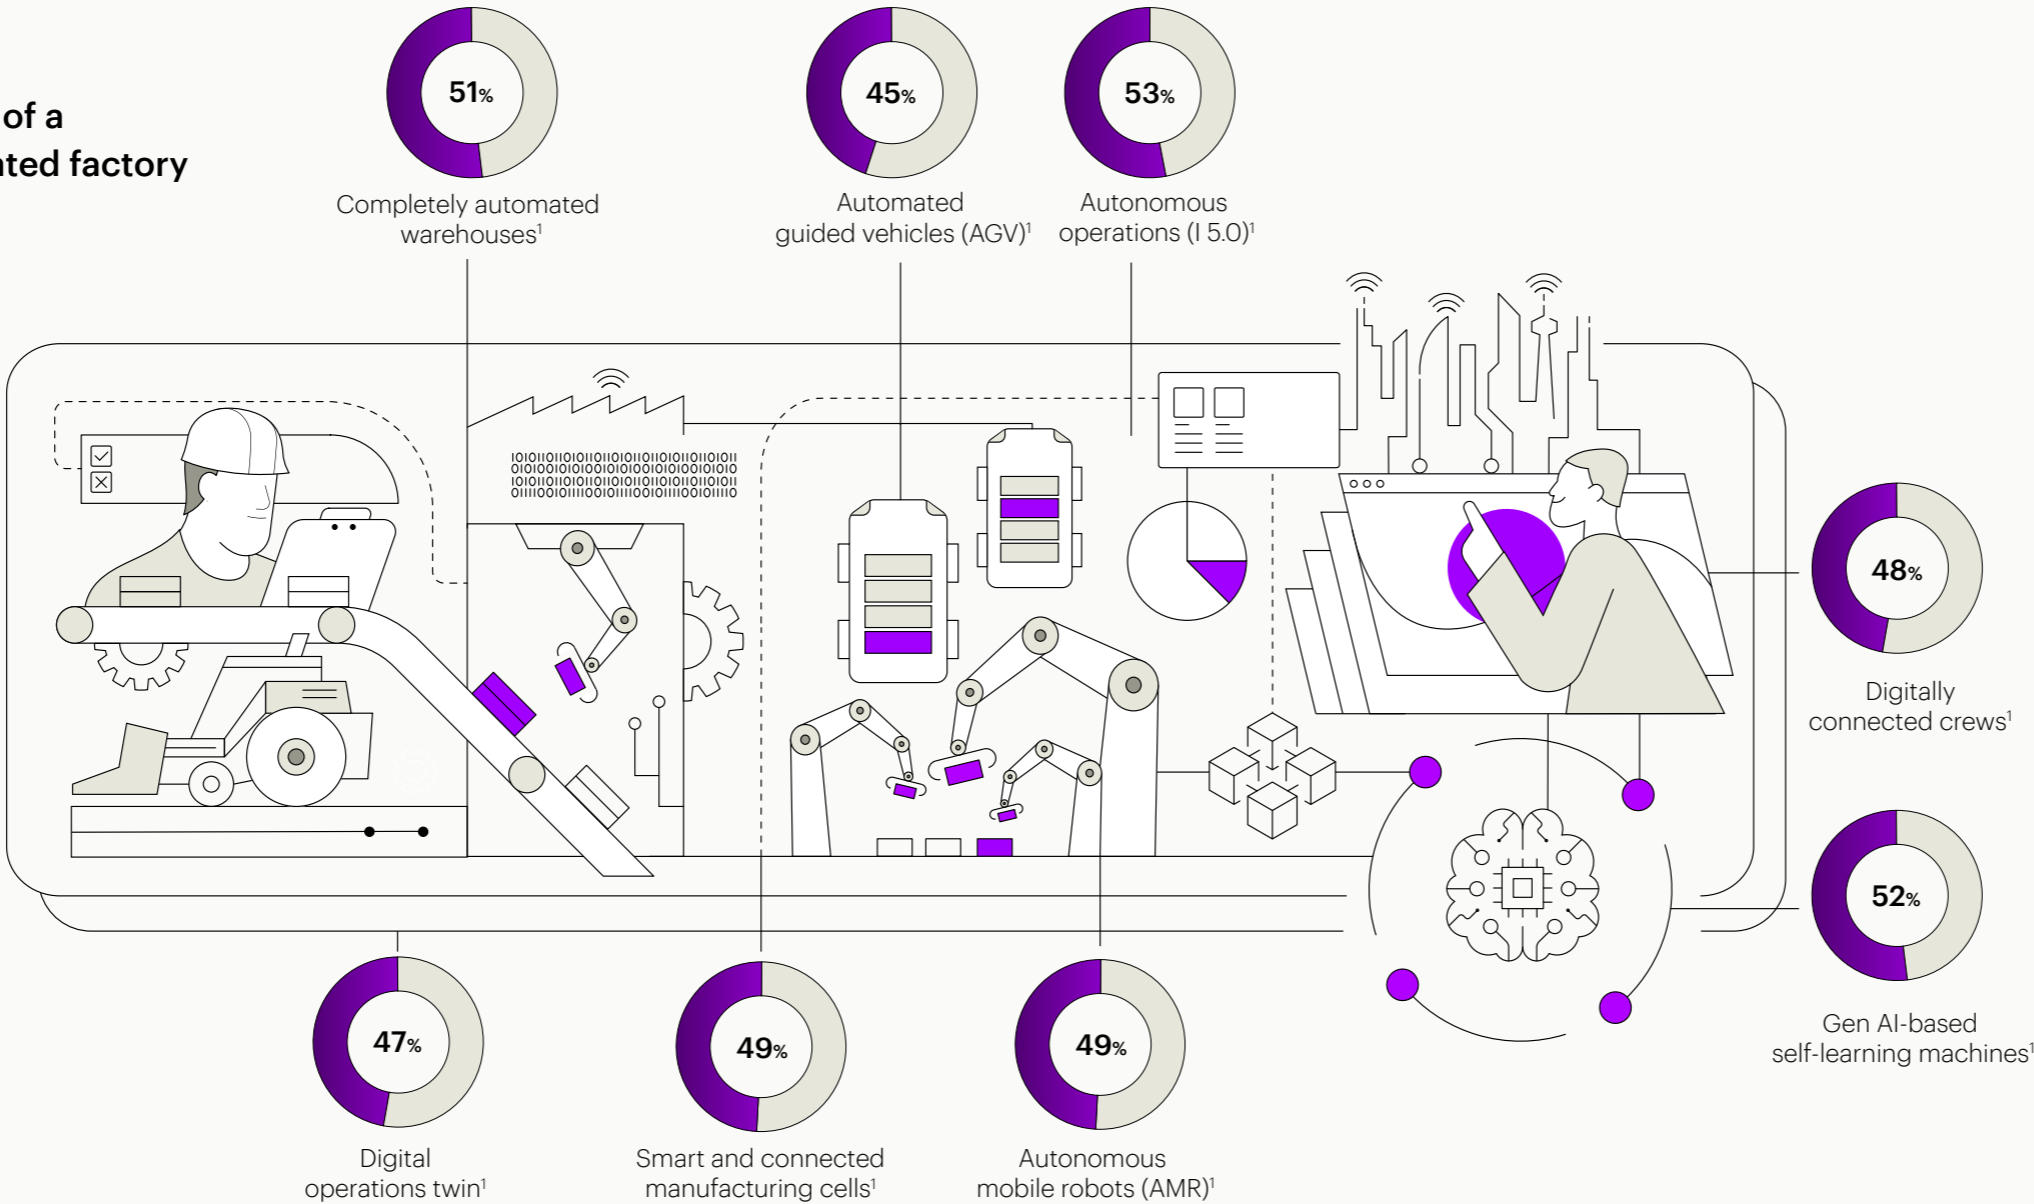 of a
factory
51%
Completely automated
warehouses¹
45%
Automated
guided vehicles (AGV)¹
53%
Autonomous
operations (I 5.0)¹
48%
Digitally
connected crews¹
52%
Gen AI-based
self-learning machines¹
47%
Digital
operations twin¹
49%
Smart and connected
manufacturing cells¹
49%
Autonomous
mobile robots (AMR)¹